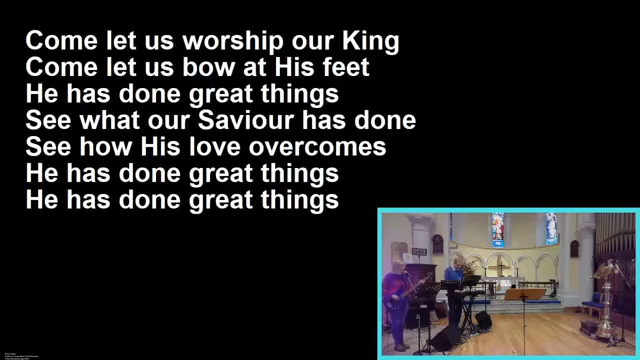 Come let us worship our King
Come let us bow at His feet
He has done great things
See what our Saviour has done
See how His love overcomes
He has done great things
He has done great things